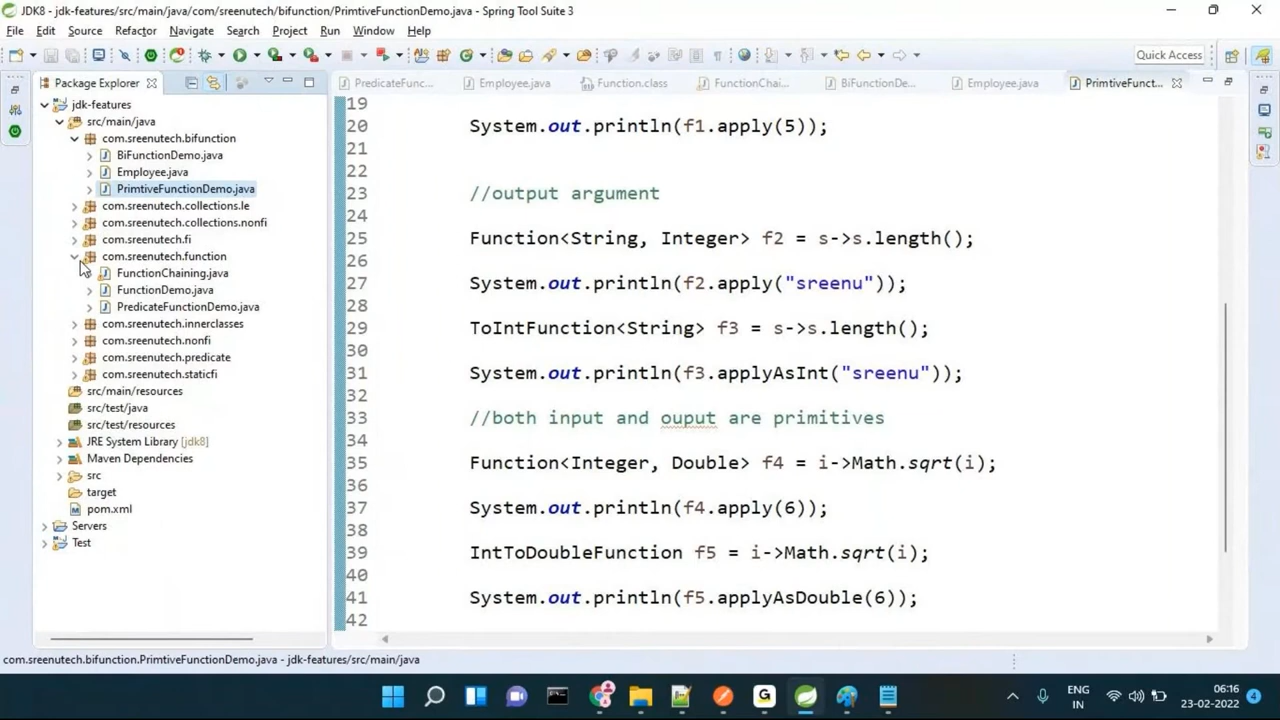 JDK8 - jdk-features/src/main/java/com/sreenutech/bifunction/PrimtiveFunctionDemo.java - Spring Tool Suite 3
File Edit Source Refactor Navigate Search Project Run Window Help
Quick Access
Package Explorer
PredicateFunc...
Employee.java
Function.class
FunctionChai...
BiFunctionDe...
Employee.java
PrimtiveFunct...
jdk-features
src/main/java
com.sreenutech.bifunction
BiFunctionDemo.java
Employee.java
PrimtiveFunctionDemo.java
com.sreenutech.collections.le
com.sreenutech.collections.nonfi
com.sreenutech.fi
com.sreenutech.function
FunctionChaining.java
FunctionDemo.java
PredicateFunctionDemo.java
com.sreenutech.innerclasses
com.sreenutech.nonfi
com.sreenutech.predicate
com.sreenutech.staticfi
src/main/resources
src/test/java
src/test/resources
JRE System Library [jdk8]
Maven Dependencies
src
target
pom.xml
Servers
Test
19
20 System.out.println(f1.apply(5));
21
22
23 //output argument
24
25 Function<String, Integer> f2 = s->s.length();
26
27 System.out.println(f2.apply("sreenu"));
28
29 ToIntFunction<String> f3 = s->s.length();
30
31 System.out.println(f3.applyAsInt("sreenu"));
32
33 //both input and ouput are primitives
34
35 Function<Integer, Double> f4 = i->Math.sqrt(i);
36
37 System.out.println(f4.apply(6));
38
39 IntToDoubleFunction f5 = i->Math.sqrt(i);
40
41 System.out.println(f5.applyAsDouble(6));
42
com.sreenutech.bifunction.PrimtiveFunctionDemo.java - jdk-features/src/main/java
G
ENG
IN
06:16
23-02-2022
4